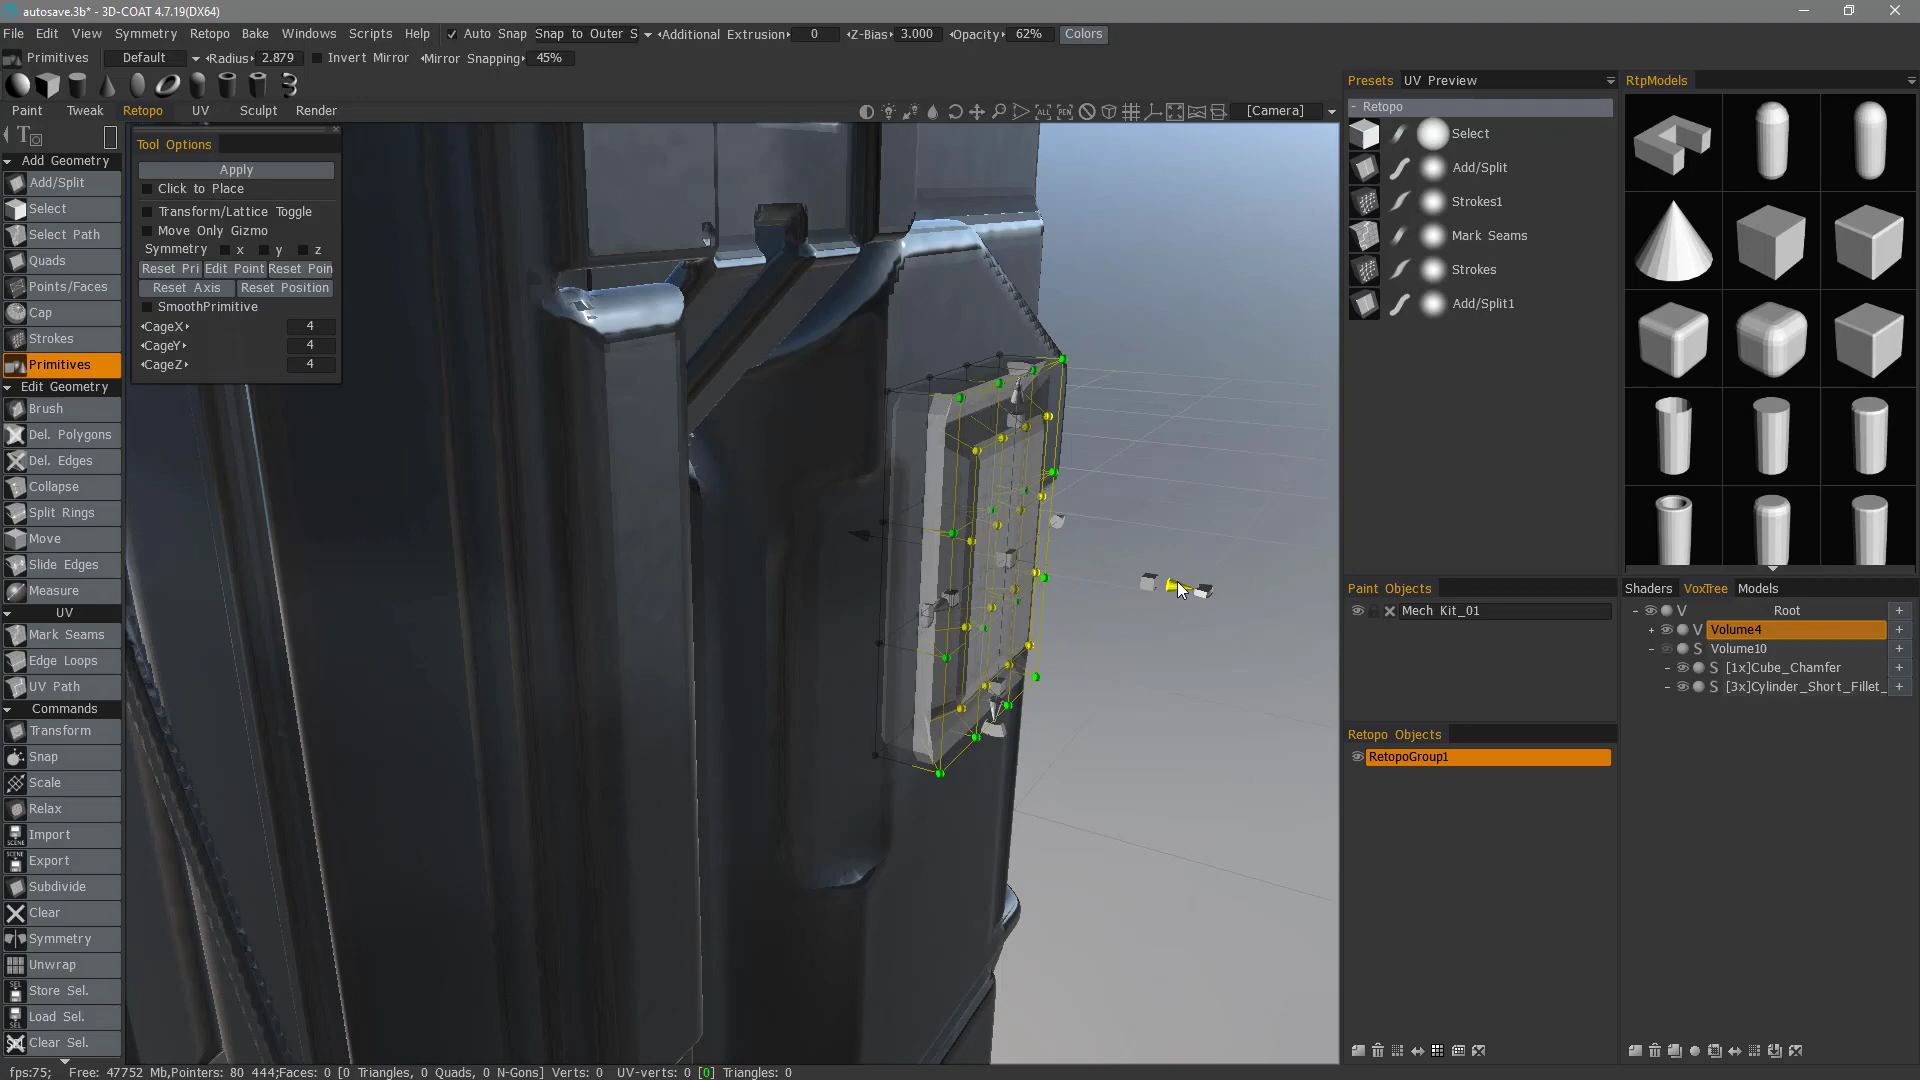 autosave.3b* - 3D-COAT 4.7.19(DX64)
File Edit View Symmetry Retopo Bake Windows Scripts Help Auto Snap Snap to Outer S Additional Extrusion 0 Z-Bias 3.000 Opacity 62% Colors
Primitives Default Radius 2.879 Invert Mirror Mirror Snapping 45%
Paint Tweak Retopo UV Sculpt Render
[Camera]
Add Geometry
Add/Split
Select
Select Path
Quads
Points/Faces
Cap
Strokes
Primitives
Edit Geometry
Brush
Del. Polygons
Del. Edges
Collapse
Split Rings
Move
Slide Edges
Measure
UV
Mark Seams
Edge Loops
UV Path
Commands
Transform
Snap
Scale
Relax
Import
Export
Subdivide
Clear
Symmetry
Unwrap
Store Sel.
Load Sel.
Clear Sel.
Tool Options
Apply
Click to Place
Transform/Lattice Toggle
Move Only Gizmo
Symmetry x y z
Reset Pri Edit Point Reset Poin
Reset Axis Reset Position
SmoothPrimitive
CageX 4
CageY 4
CageZ 4
Presets UV Preview
Retopo
Select
Add/Split
Strokes1
Mark Seams
Strokes
Add/Split1
RtpModels
Paint Objects
Mech Kit_01
Retopo Objects
RetopoGroup1
Shaders VoxTree Models
V Root +
+ V Volume4 +
- S Volume10 +
- S [1x]Cube_Chamfer +
- S [3x]Cylinder_Short_Fillet_ +
fps:75; Free: 47752 Mb,Pointers: 80 444;Faces: 0 [0 Triangles, 0 Quads, 0 N-Gons] Verts: 0 UV-verts: 0 [0] Triangles: 0